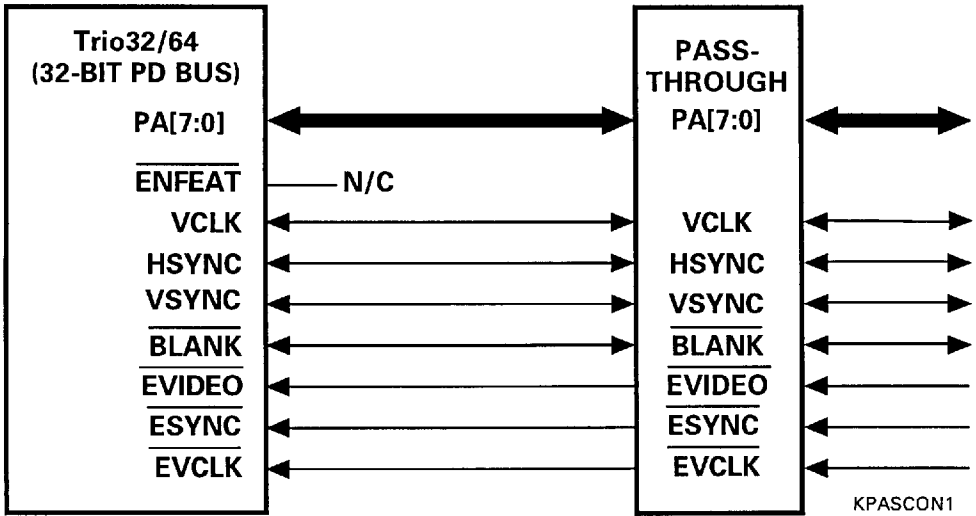 Trio32/64
(32-BIT PD BUS)
PA[7:0]
ENFEAT
N/C
VCLK
HSYNC
VSYNC
BLANK
EVIDEO
ESYNC
EVCLK
PASS-
THROUGH
PA[7:0]
VCLK
HSYNC
VSYNC
BLANK
EVIDEO
ESYNC
EVCLK
KPASCON1